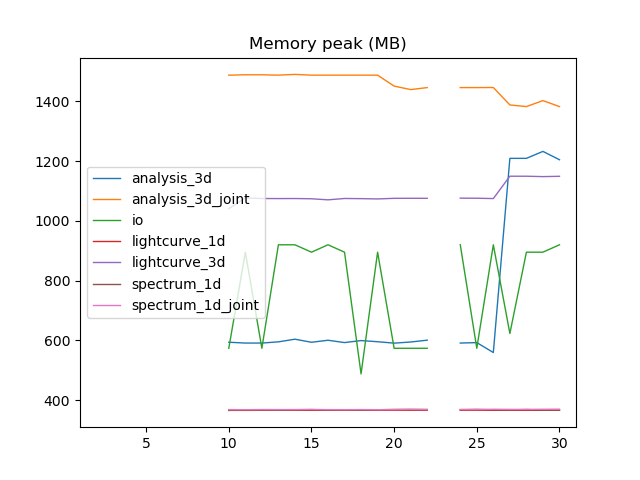 Memory peak (MB)
1400
1200
1000
800
600
400
analysis_3d
analysis_3d_joint
io
lightcurve_1d
lightcurve_3d
spectrum_1d
spectrum_1d_joint
5 10 15 20 25 30